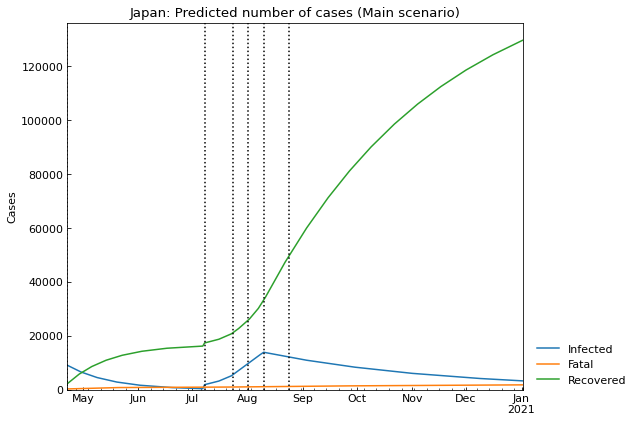 Japan: Predicted number of cases (Main scenario)
120000
100000
80000
60000
40000
20000
0
Cases
May Jun Jul Aug Sep Oct Nov Dec Jan
2021
Infected
Fatal
Recovered